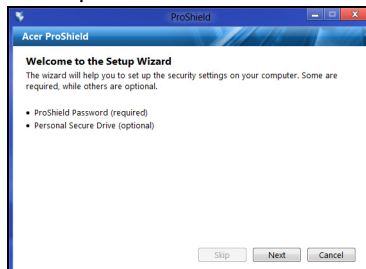 ProShield
Acer ProShield
Welcome to the Setup Wizard
The wizard will help you to set up the security settings on your computer. Some are
required, while others are optional.
• ProShield Password (required)
• Personal Secure Drive (optional)
Skip Next Cancel